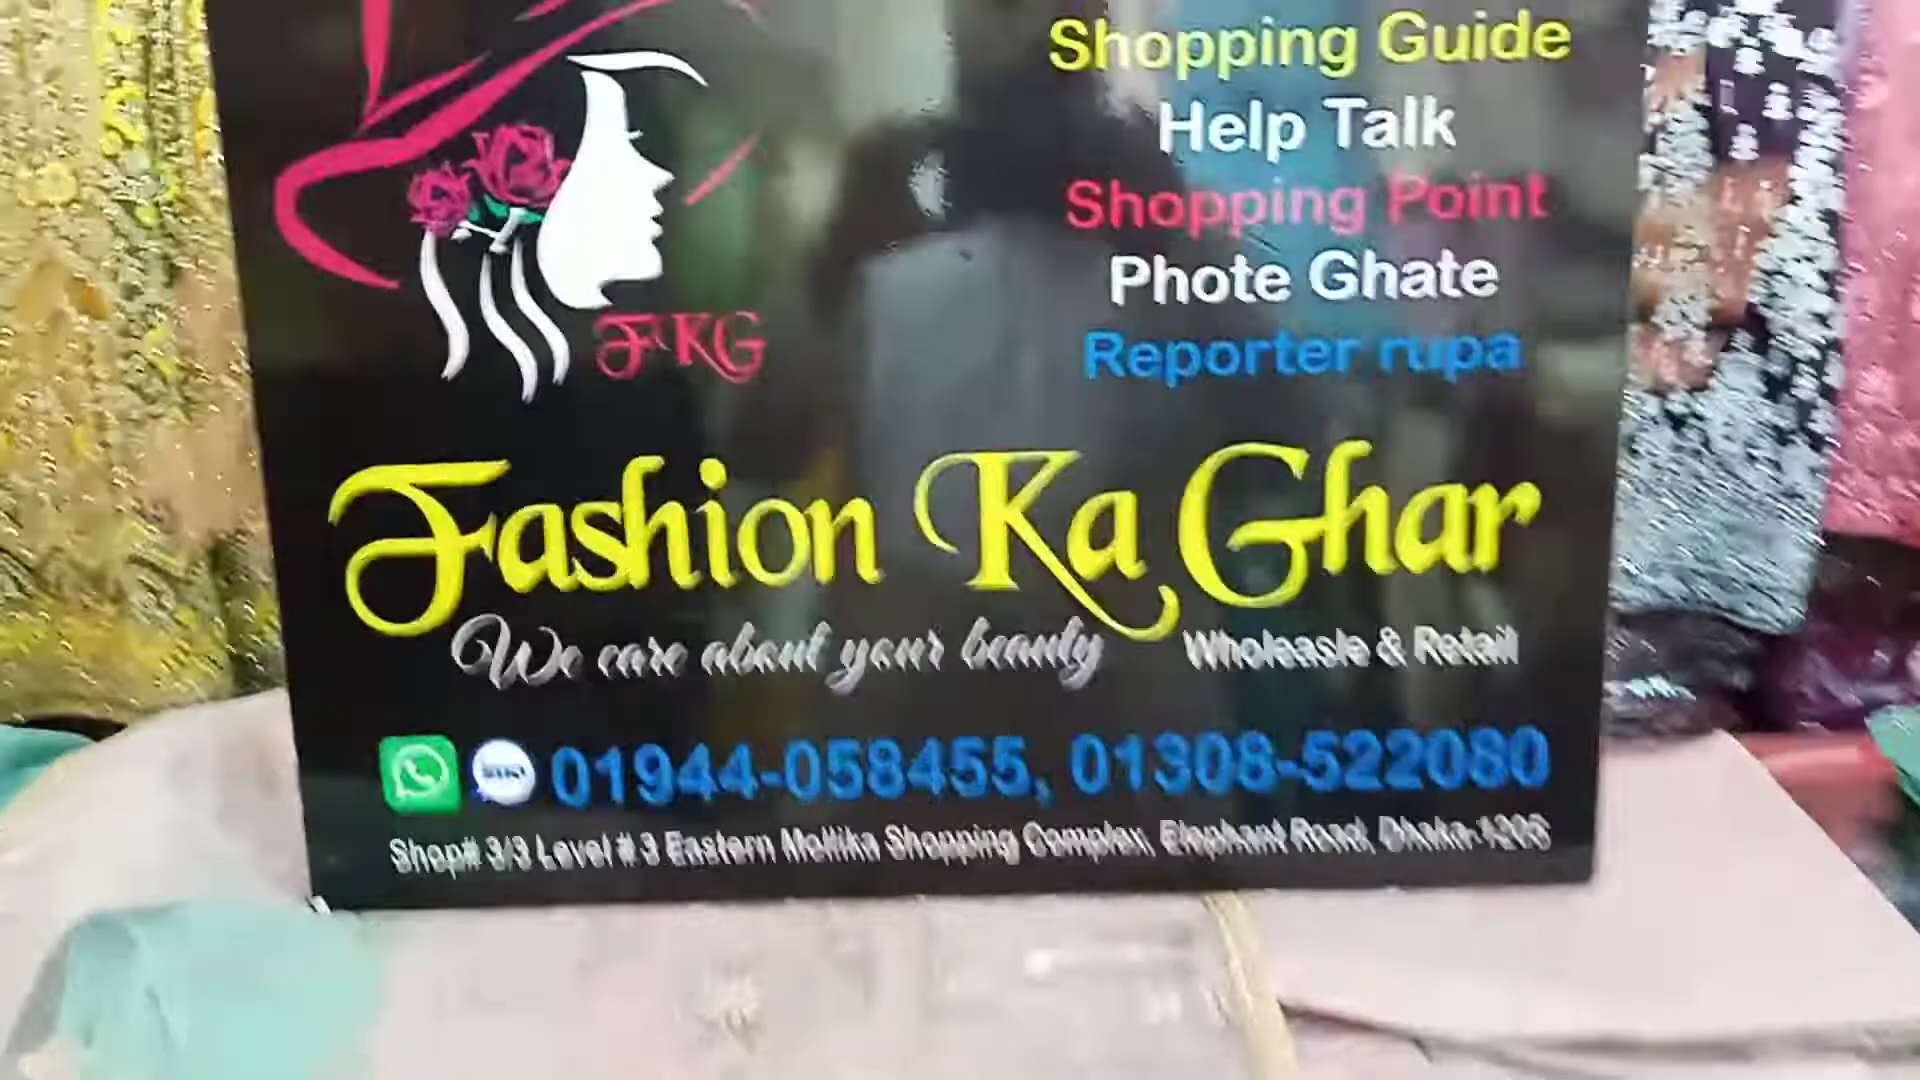 Shopping Guide
Help Talk
Shopping Point
Phote Ghate
Reporter rupa
FKG
Fashion Ka Ghar
We care about your beauty
Wholeasle & Retail
01944-058455, 01308-522080
Shop# 3/3 Level # 3 Eastern Mollika Shopping Complex, Elephant Road, Dhaka-1206